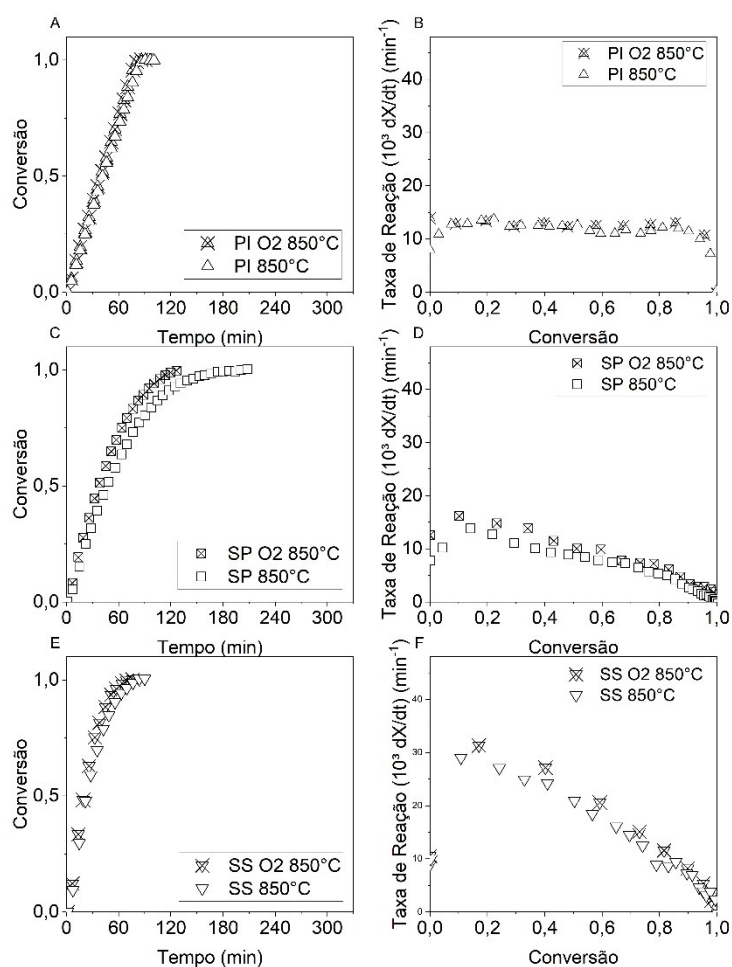 A
Conversão
1,0
0,5
0,0
PI O2 850°C
PI 850°C
0 60 120 180 240 300
Tempo (min)
B
Taxa de Reação (10³ dX/dt) (min⁻¹)
40
30
20
10
0
PI O2 850°C
PI 850°C
0,0 0,2 0,4 0,6 0,8 1,0
Conversão
C
Conversão
1,0
0,5
0,0
SP O2 850°C
SP 850°C
0 60 120 180 240 300
Tempo (min)
D
Taxa de Reação (10³ dX/dt) (min⁻¹)
40
30
20
10
0
SP O2 850°C
SP 850°C
0,0 0,2 0,4 0,6 0,8 1,0
Conversão
E
Conversão
1,0
0,5
0,0
SS O2 850°C
SS 850°C
0 60 120 180 240 300
Tempo (min)
F
Taxa de Reação (10³ dX/dt) (min⁻¹)
40
30
20
10
0
SS O2 850°C
SS 850°C
0,0 0,2 0,4 0,6 0,8 1,0
Conversão